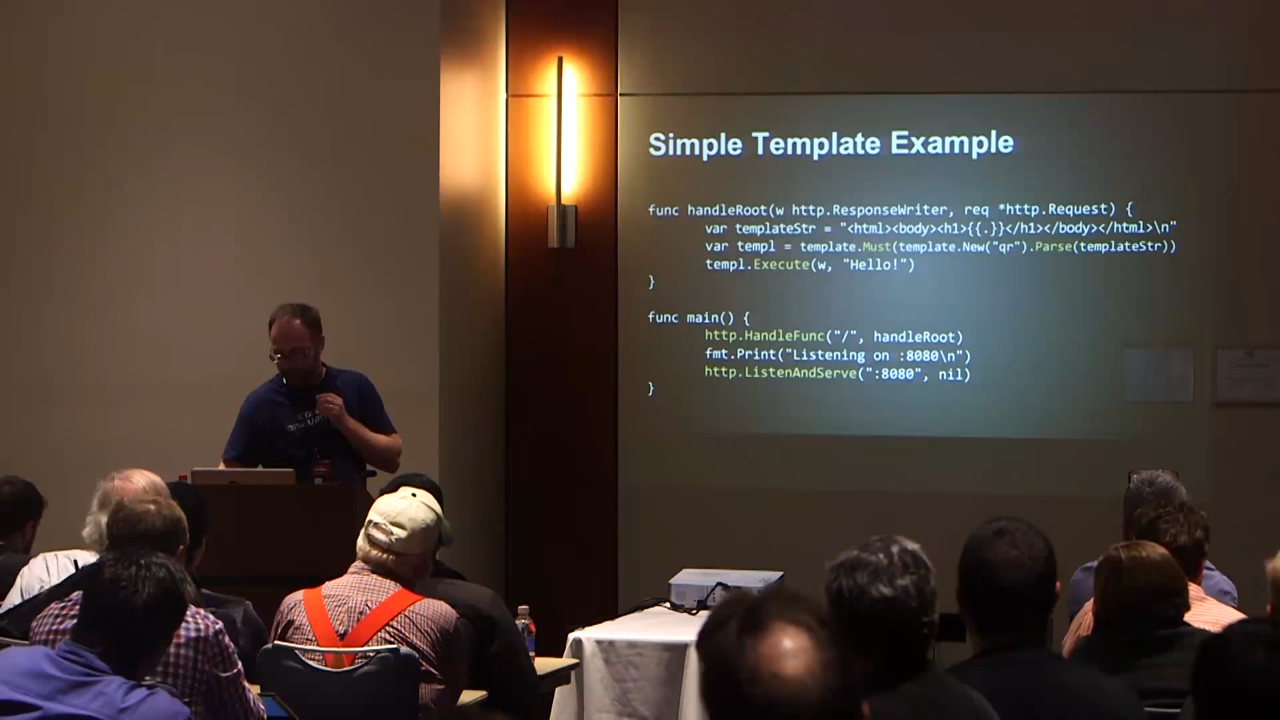 Simple Template Example
func handleRoot(w http.ResponseWriter, req *http.Request) {
var templateStr = "<html><body><h1>{{.}}</h1></body></html>\n"
var templ = template.Must(template.New("qr").Parse(templateStr))
templ.Execute(w, "Hello!")
}
func main() {
http.HandleFunc("/", handleRoot)
fmt.Print("Listening on :8080\n")
http.ListenAndServe(":8080", nil)
}